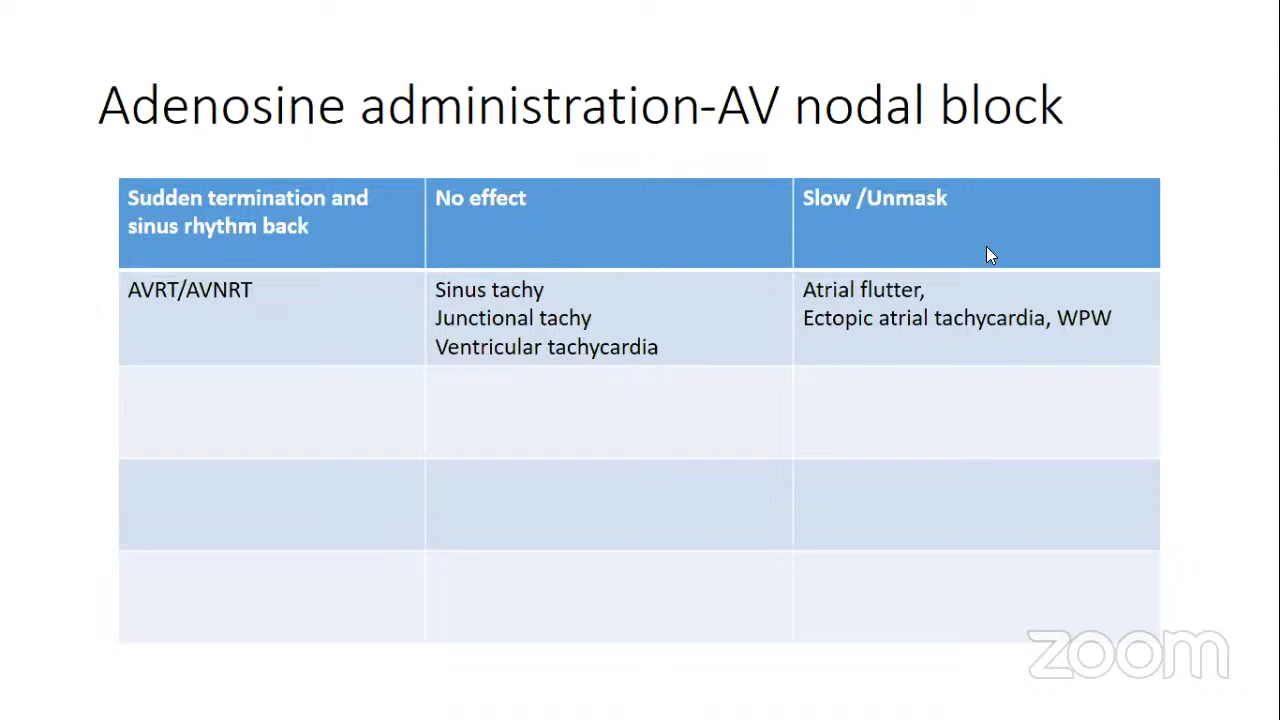 Adenosine administration-AV nodal block
Sudden termination and
sinus rhythm back
No effect
Slow /Unmask
AVRT/AVNRT
Sinus tachy
Junctional tachy
Ventricular tachycardia
Atrial flutter,
Ectopic atrial tachycardia, WPW
zoom